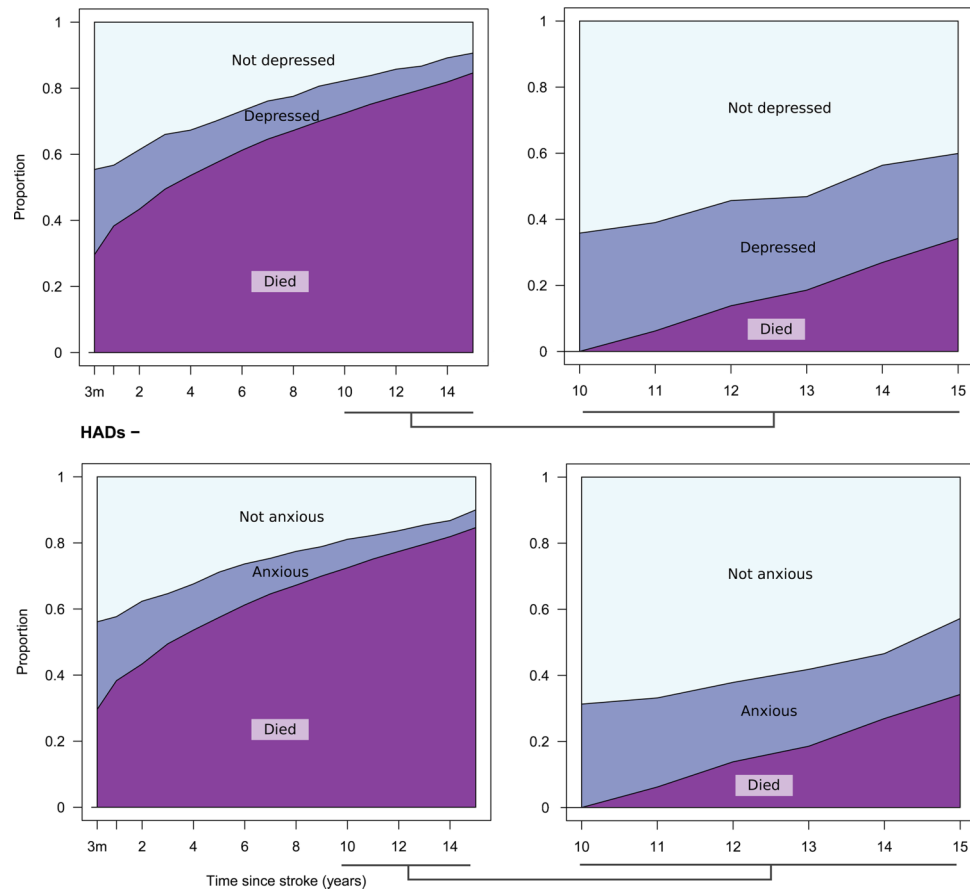 1
0.8
0.6
0.4
0.2
0
Proportion
Not depressed
Depressed
Died
3m 2 4 6 8 10 12 14
1
0.8
0.6
0.4
0.2
0
Not depressed
Depressed
Died
10 11 12 13 14 15
HADs –
1
0.8
0.6
0.4
0.2
0
Proportion
Not anxious
Anxious
Died
3m 2 4 6 8 10 12 14
Time since stroke (years)
1
0.8
0.6
0.4
0.2
0
Not anxious
Anxious
Died
10 11 12 13 14 15